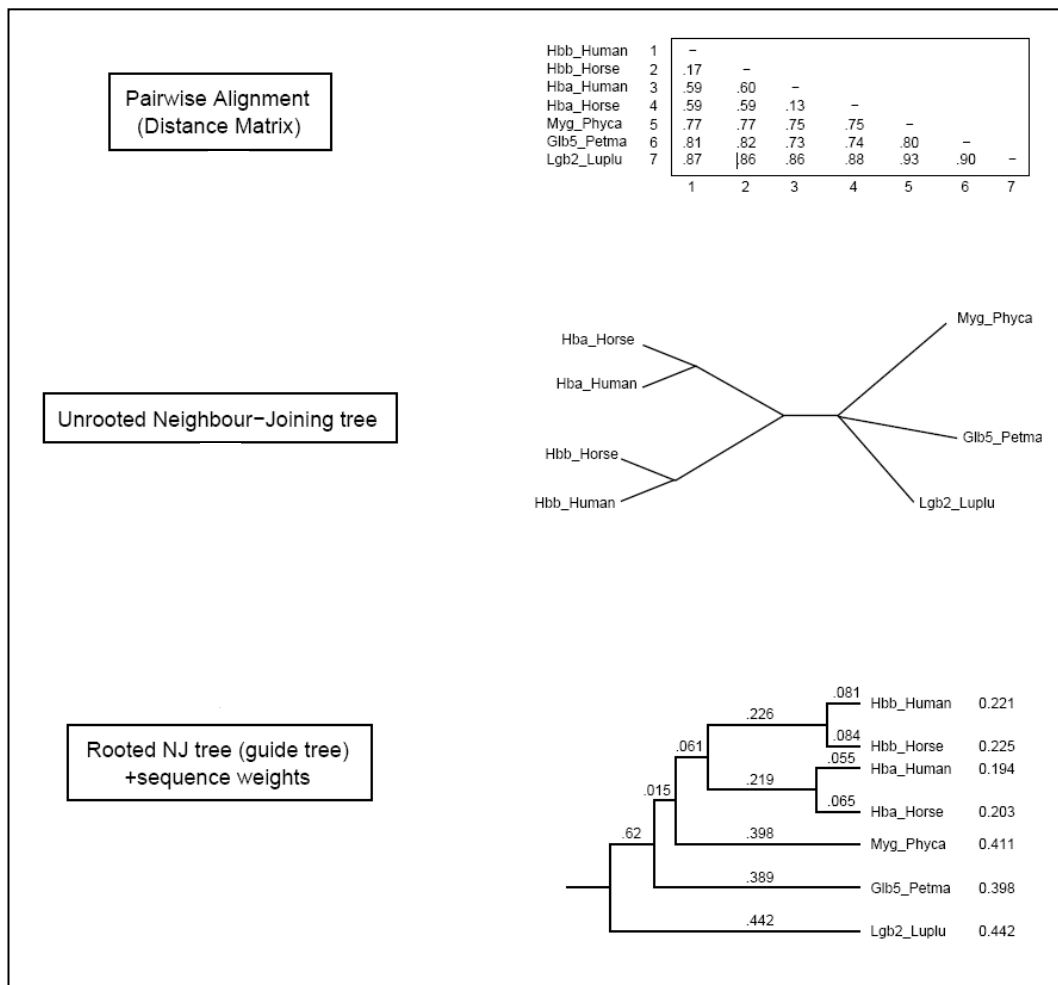 Pairwise Alignment
(Distance Matrix)
Hbb_Human 1 –
Hbb_Horse 2 .17 –
Hba_Human 3 .59 .60 –
Hba_Horse 4 .59 .59 .13 –
Myg_Phyca 5 .77 .77 .75 .75 –
Glb5_Petma 6 .81 .82 .73 .74 .80 –
Lgb2_Luplu 7 .87 .86 .86 .88 .93 .90 –
1 2 3 4 5 6 7
Unrooted Neighbour–Joining tree
Myg_Phyca
Hba_Horse
Hba_Human
Glb5_Petma
Hbb_Horse
Hbb_Human
Lgb2_Luplu
Rooted NJ tree (guide tree)
+sequence weights
.081 Hbb_Human 0.221
.226
.084 Hbb_Horse 0.225
.061
.055 Hba_Human 0.194
.219
.065 Hba_Horse 0.203
.015
.398 Myg_Phyca 0.411
.62
.389 Glb5_Petma 0.398
.442 Lgb2_Luplu 0.442